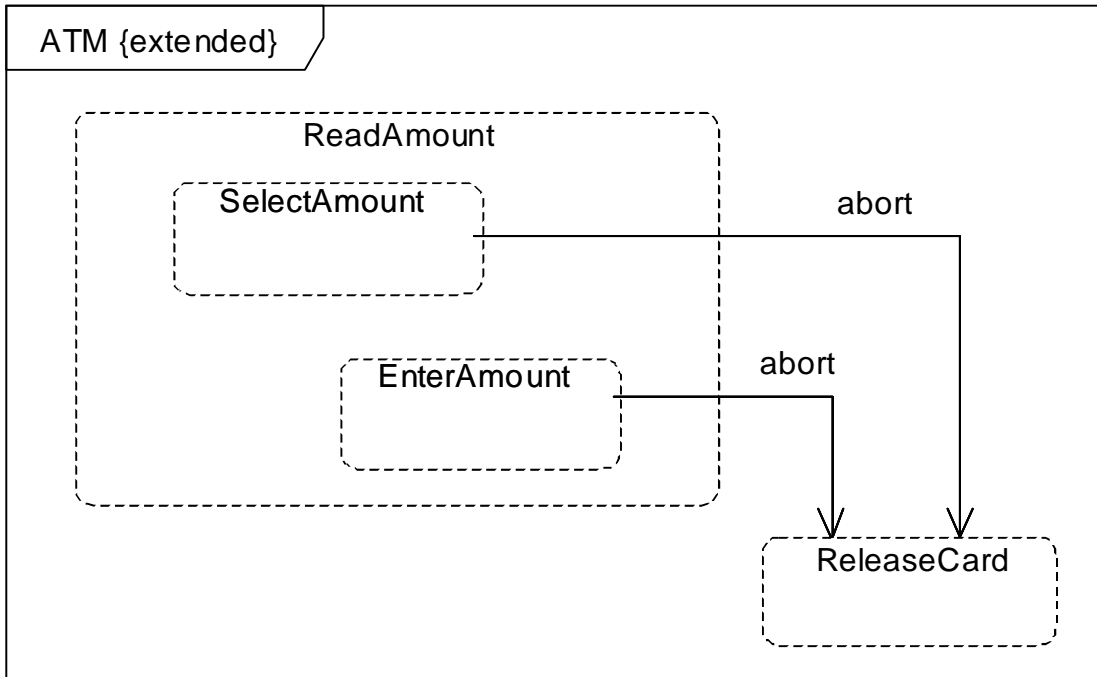 ATM {extended}
ReadAmount
SelectAmount
abort
abort
EnterAmount
ReleaseCard